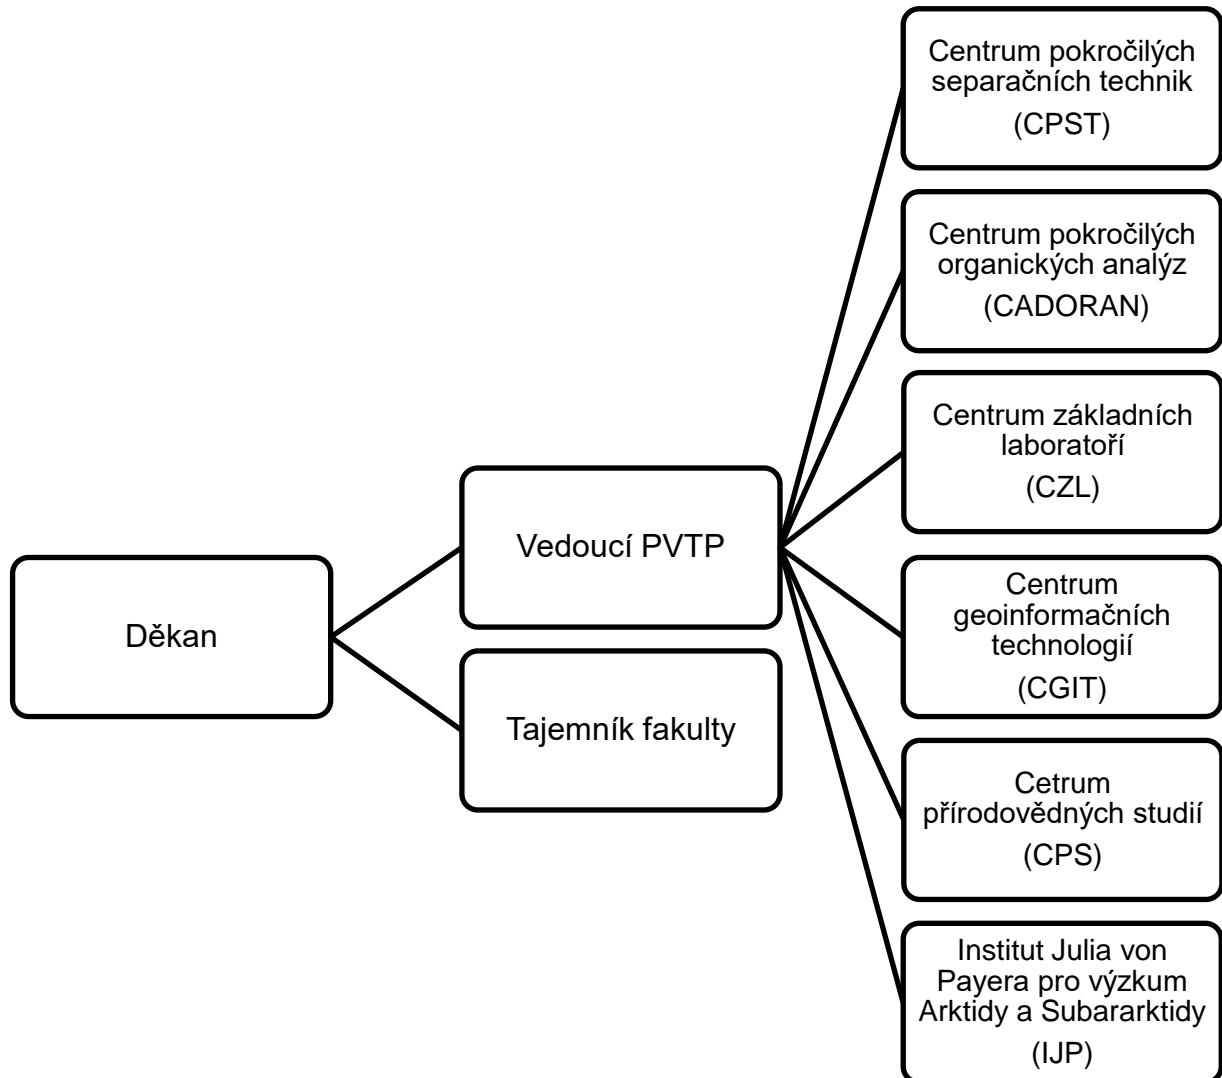 Děkan
Vedoucí PVTP
Tajemník fakulty
Centrum pokročilých
separačních technik
(CPST)
Centrum pokročilých
organických analýz
(CADORAN)
Centrum základních
laboratoří
(CZL)
Centrum
geoinformačních
technologií
(CGIT)
Cetrum
přírodovědných studií
(CPS)
Institut Julia von
Payera pro výzkum
Arktidy a Subararktidy
(IJP)